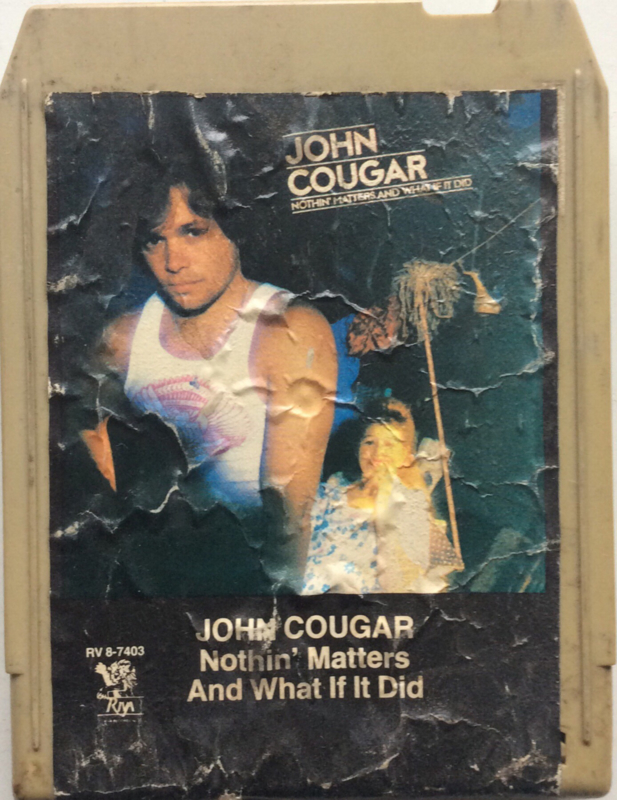 JOHN
COUGAR
NOTHIN' MATTERS AND WHAT IF IT DID
JOHN COUGAR
RV 8-7403
Nothin' Matters
And What If It Did
Riva